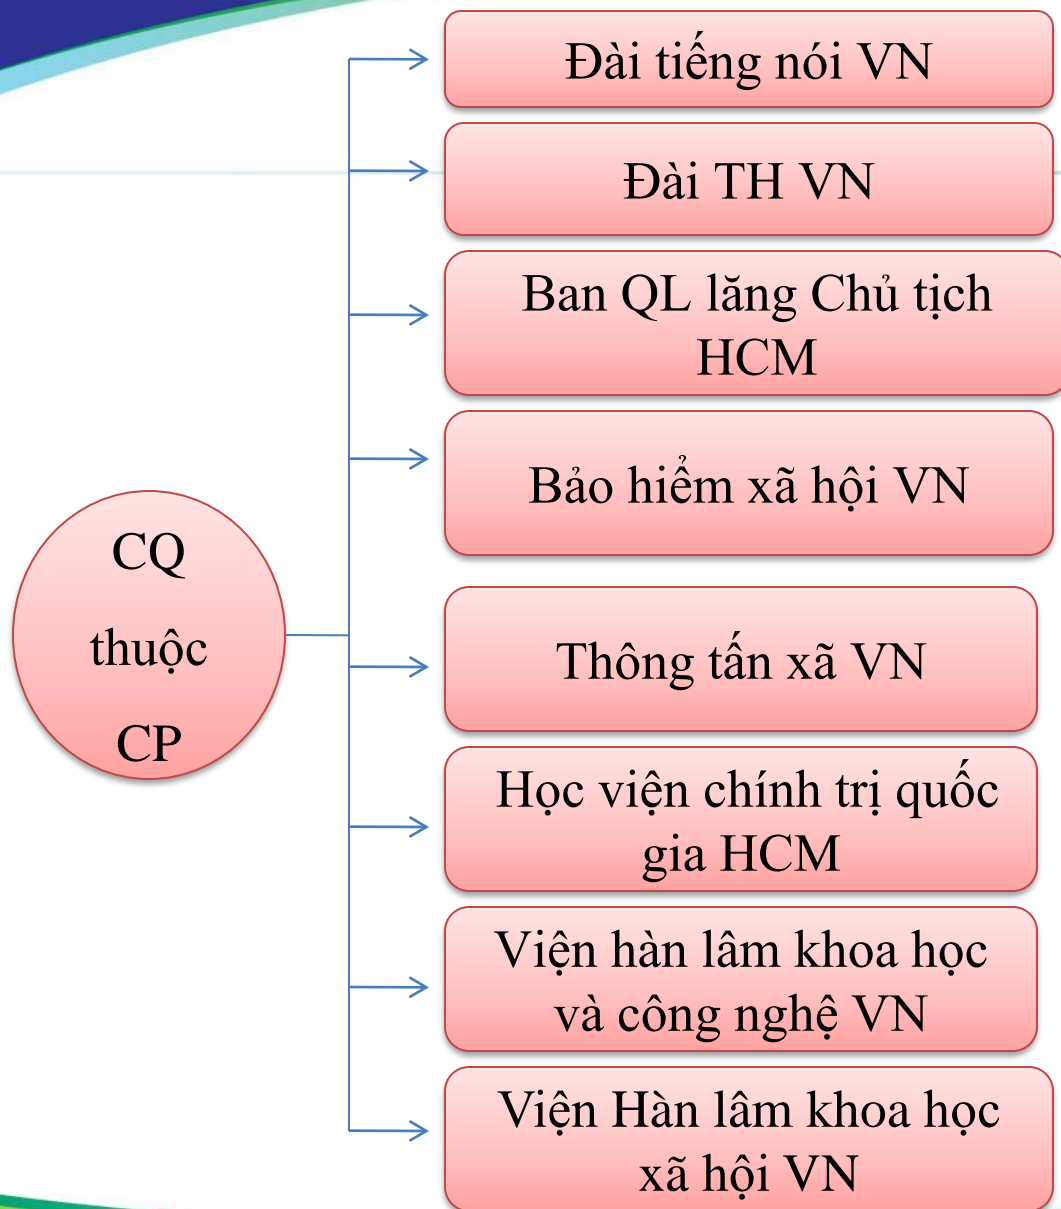 Đài tiếng nói VN
Đài TH VN
Ban QL lăng Chủ tịch
HCM
Bảo hiểm xã hội VN
CQ
thuộc
CP
Thông tấn xã VN
Học viện chính trị quốc
gia HCM
Viện hàn lâm khoa học
và công nghệ VN
Viện Hàn lâm khoa học
xã hội VN